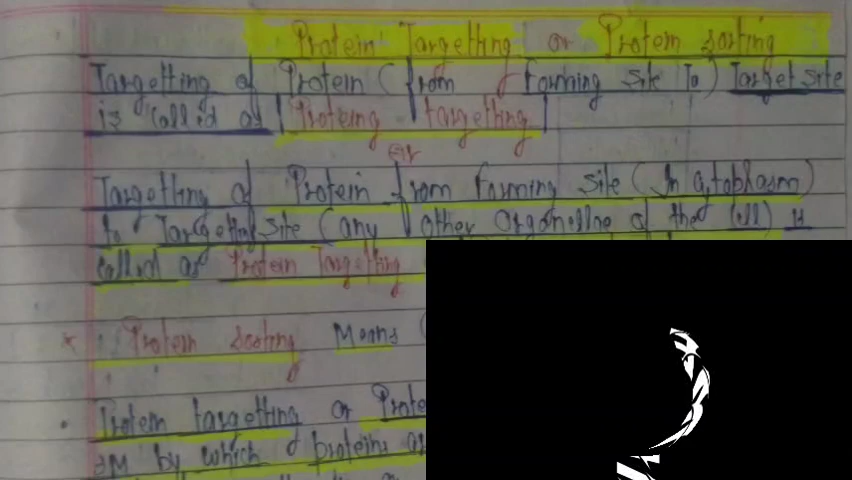 Protein Targetting or Protein sorting
Targetting of Protein (from Forming site To) Target site
is called as Proteing targetting
or
Targetting of Protein from Forming site (In cytoplasm)
to Targetting site (any other organelle of the cell) is
called as Protein Targetting
* Protein sorting Means (
• Protein targetting or Prote
by which proteins